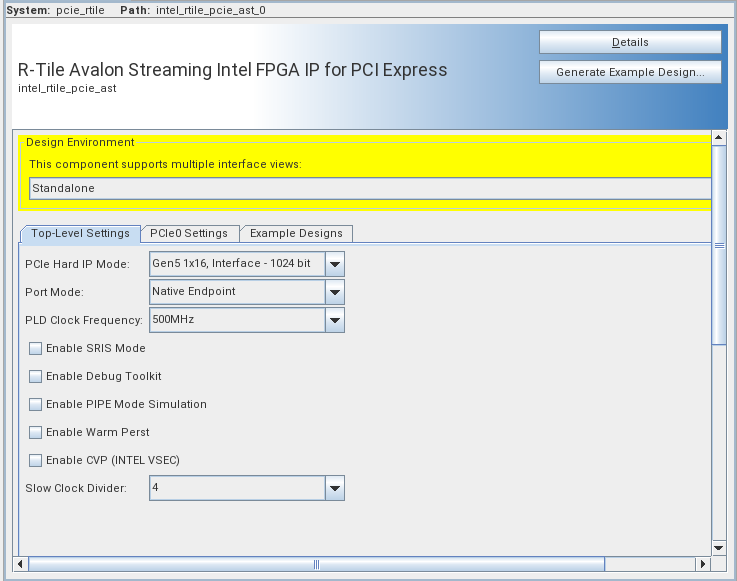 System: pcie_rtile Path: intel_rtile_pcie_ast_0
Details
R-Tile Avalon Streaming Intel FPGA IP for PCI Express
intel_rtile_pcie_ast
Generate Example Design...
Design Environment
This component supports multiple interface views:
Standalone
Top-Level Settings PCIe0 Settings Example Designs
PCIe Hard IP Mode: Gen5 1x16, Interface - 1024 bit
Port Mode: Native Endpoint
PLD Clock Frequency: 500MHz
Enable SRIS Mode
Enable Debug Toolkit
Enable PIPE Mode Simulation
Enable Warm Perst
Enable CVP (INTEL VSEC)
Slow Clock Divider: 4